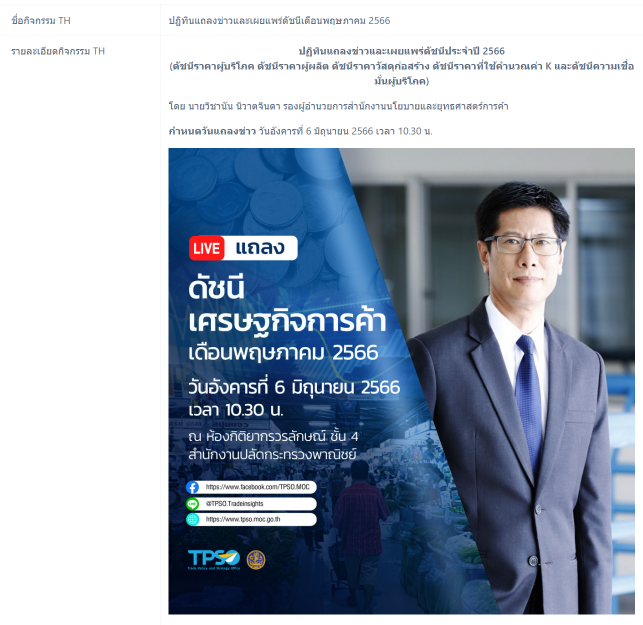 ชื่อกิจกรรม TH
ปฏิทินแถลงข่าวและเผยแพร่ดัชนีเดือนพฤษภาคม 2566
รายละเอียดกิจกรรม TH
ปฏิทินแถลงข่าวและเผยแพร่ดัชนีประจำปี 2566
(ดัชนีราคาผู้บริโภค ดัชนีราคาผู้ผลิต ดัชนีราคาวัสดุก่อสร้าง ดัชนีราคาที่ใช้คำนวณค่า K และดัชนีความเชื่อ
มั่นผู้บริโภค)
โดย นายวิชานัน นิวาตจินดา รองผู้อำนวยการสำนักงานนโยบายและยุทธศาสตร์การค้า
กำหนดวันแถลงข่าว วันอังคารที่ 6 มิถุนายน 2566 เวลา 10.30 น.
LIVE แถลง
ดัชนี
เศรษฐกิจการค้า
เดือนพฤษภาคม 2566
วันอังคารที่ 6 มิถุนายน 2566
เวลา 10.30 น.
ณ ห้องกิติยากรวรลักษณ์ ชั้น 4
สำนักงานปลัดกระทรวงพาณิชย์
https://www.facebook.com/TPSO.MOC
@TPSO.Tradeinsights
https://www.tpso.moc.go.th
TPSO
Trade Policy and Strategy Office